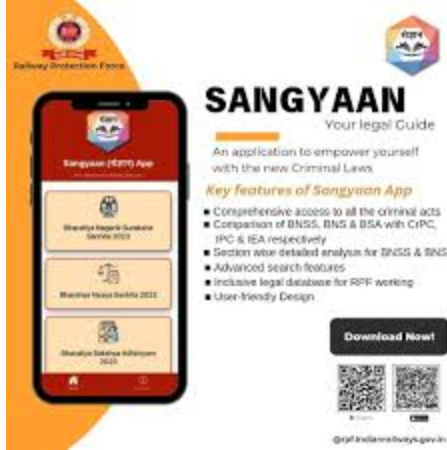 Railway Protection Force
संज्ञान
SANGYAAN
Your legal Guide
An application to empower yourself
with the new Criminal Laws
Key features of Sangyaan App
Comprehensive access to all the criminal acts
Comparison of BNSS, BNS & BSA with CrPC,
IPC & IEA respectively
Section wise detailed analysis for BNSS & BNS
Advanced search features
Inclusive legal database for RPF working
User-friendly Design
Sangyaan (संज्ञान) App
Bharatiya Nagarik Suraksha
Sanhita 2023
Bharatiya Nyaya Sanhita 2023
Bharatiya Sakshya Adhiniyam
2023
Download Now!
@rpf.indianrailways.gov.in